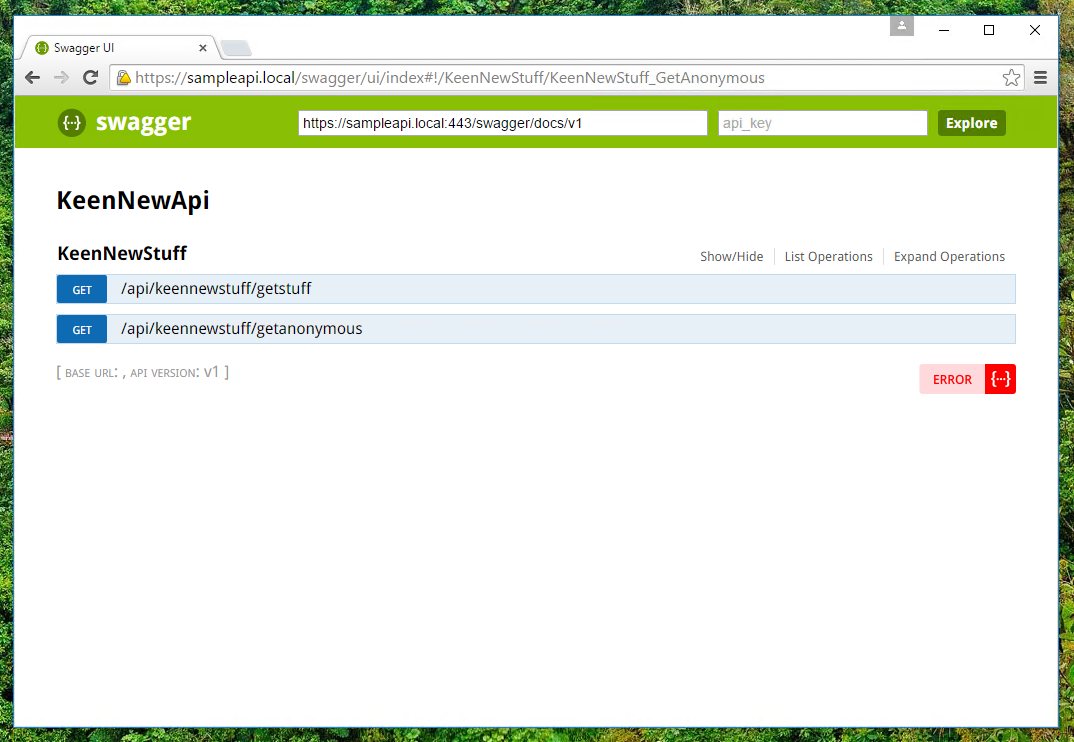 Swagger UI
https://sampleapi.local/swagger/ui/index#!/KeenNewStuff/KeenNewStuff_GetAnonymous
{...} swagger https://sampleapi.local:443/swagger/docs/v1 api_key Explore
KeenNewApi
KeenNewStuff Show/Hide List Operations Expand Operations
GET /api/keennewstuff/getstuff
GET /api/keennewstuff/getanonymous
[ BASE URL: , API VERSION: v1 ] ERROR {...}